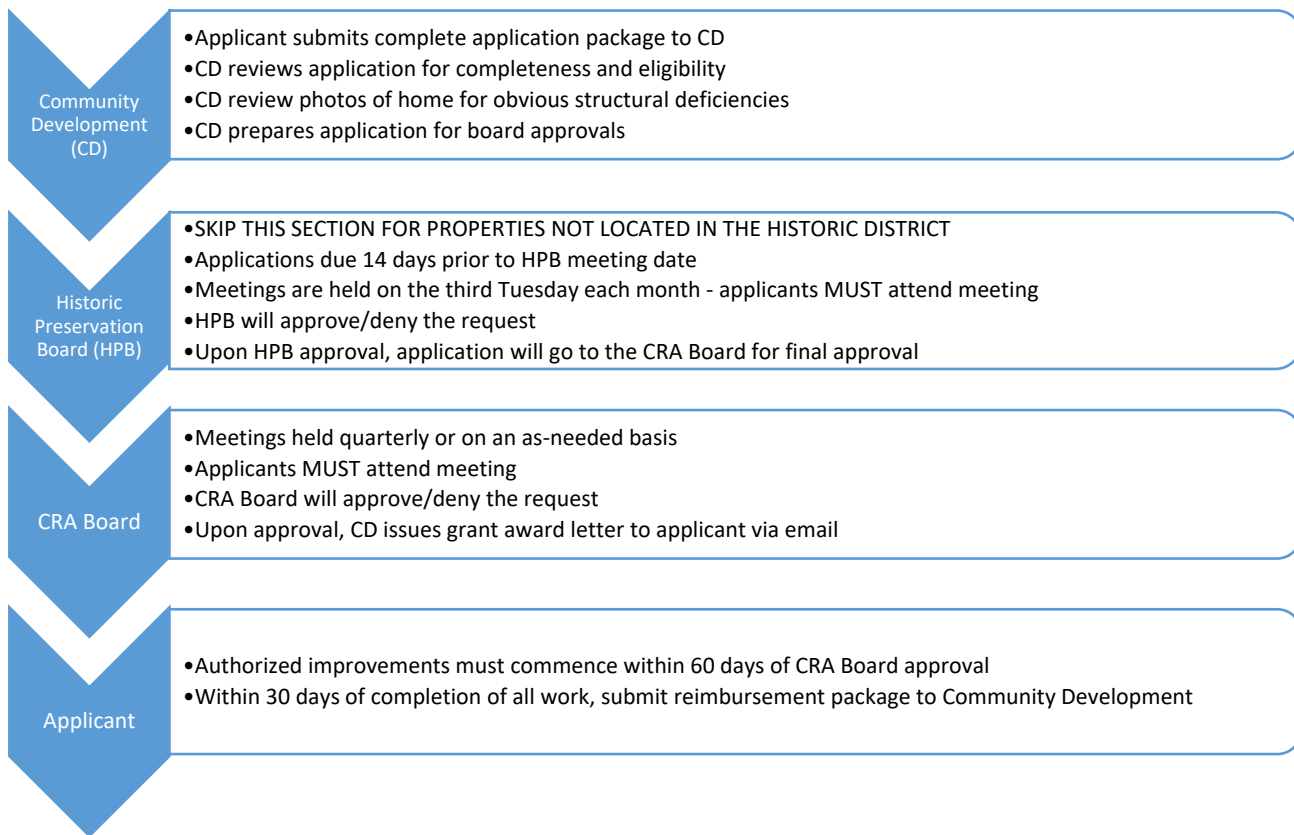 Community
Development
(CD)
•Applicant submits complete application package to CD
•CD reviews application for completeness and eligibility
•CD review photos of home for obvious structural deficiencies
•CD prepares application for board approvals
Historic
Preservation
Board (HPB)
•SKIP THIS SECTION FOR PROPERTIES NOT LOCATED IN THE HISTORIC DISTRICT
•Applications due 14 days prior to HPB meeting date
•Meetings are held on the third Tuesday each month - applicants MUST attend meeting
•HPB will approve/deny the request
•Upon HPB approval, application will go to the CRA Board for final approval
CRA Board
•Meetings held quarterly or on an as-needed basis
•Applicants MUST attend meeting
•CRA Board will approve/deny the request
•Upon approval, CD issues grant award letter to applicant via email
Applicant
•Authorized improvements must commence within 60 days of CRA Board approval
•Within 30 days of completion of all work, submit reimbursement package to Community Development